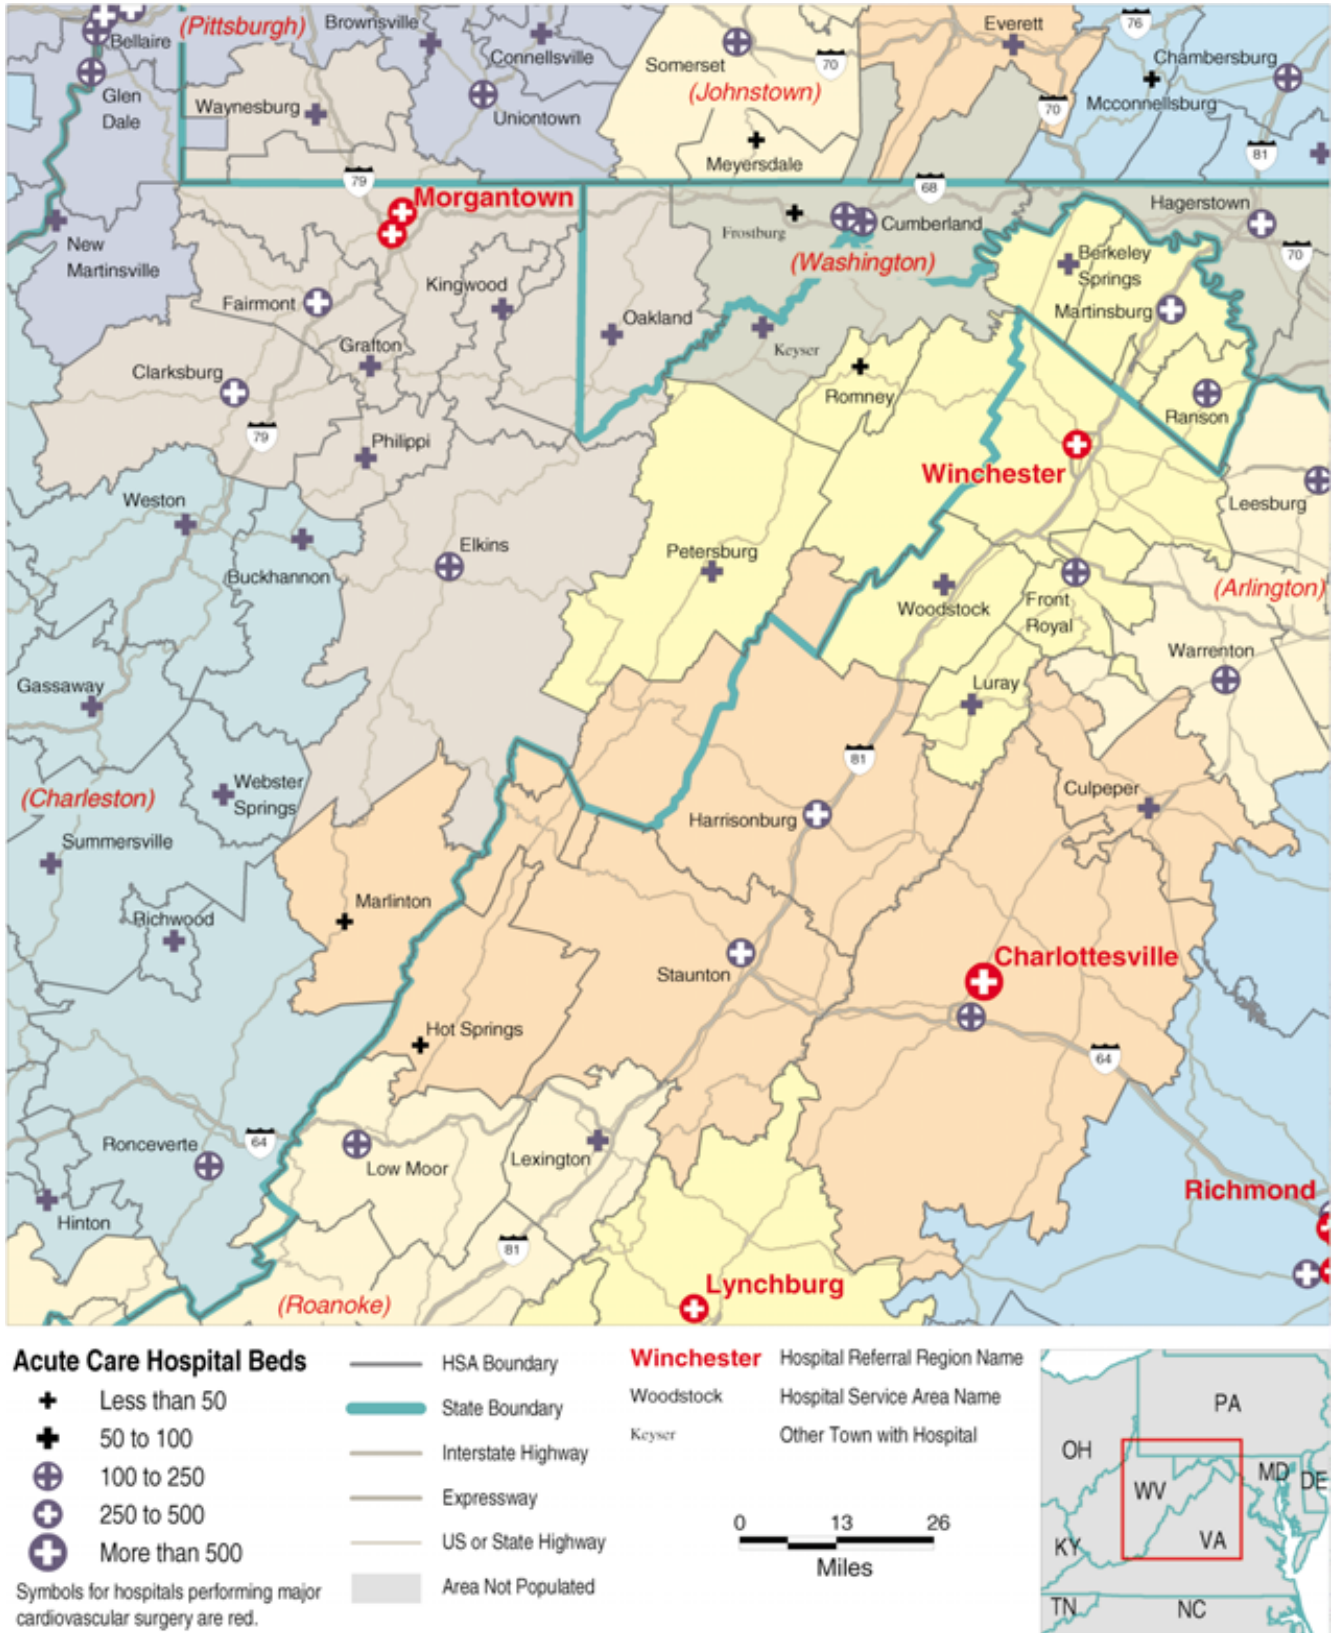 (Pittsburgh)
Brownsville
Everett
76
Bellaire
Connellsville
Somerset
70
Chambersburg
Glen
Dale
Waynesburg
Uniontown
(Johnstown)
70
Mcconnellsburg
Meyersdale
81
79
68
Morgantown
Hagerstown
New
Martinsville
Frostburg
Cumberland
70
Berkeley
Springs
(Washington)
Kingwood
Fairmont
Oakland
Martinsburg
Grafton
Keyser
Clarksburg
Romney
Ranson
79
Philippi
Winchester
Weston
Leesburg
Elkins
Petersburg
Buckhannon
Woodstock
Front
Royal
(Arlington)
Warrenton
Gassaway
Luray
81
Webster
Springs
(Charleston)
Culpeper
Harrisonburg
Summersville
Marlinton
Richwood
Charlottesville
Staunton
Hot Springs
64
Ronceverte
64
Low Moor
Lexington
Richmond
Hinton
81
Lynchburg
(Roanoke)
Acute Care Hospital Beds
Less than 50
50 to 100
100 to 250
250 to 500
More than 500
Symbols for hospitals performing major
cardiovascular surgery are red.
HSA Boundary
State Boundary
Interstate Highway
Expressway
US or State Highway
Area Not Populated
Winchester Hospital Referral Region Name
Woodstock Hospital Service Area Name
Keyser Other Town with Hospital
0 13 26
Miles
PA
OH
MD
DE
WV
KY
VA
TN
NC